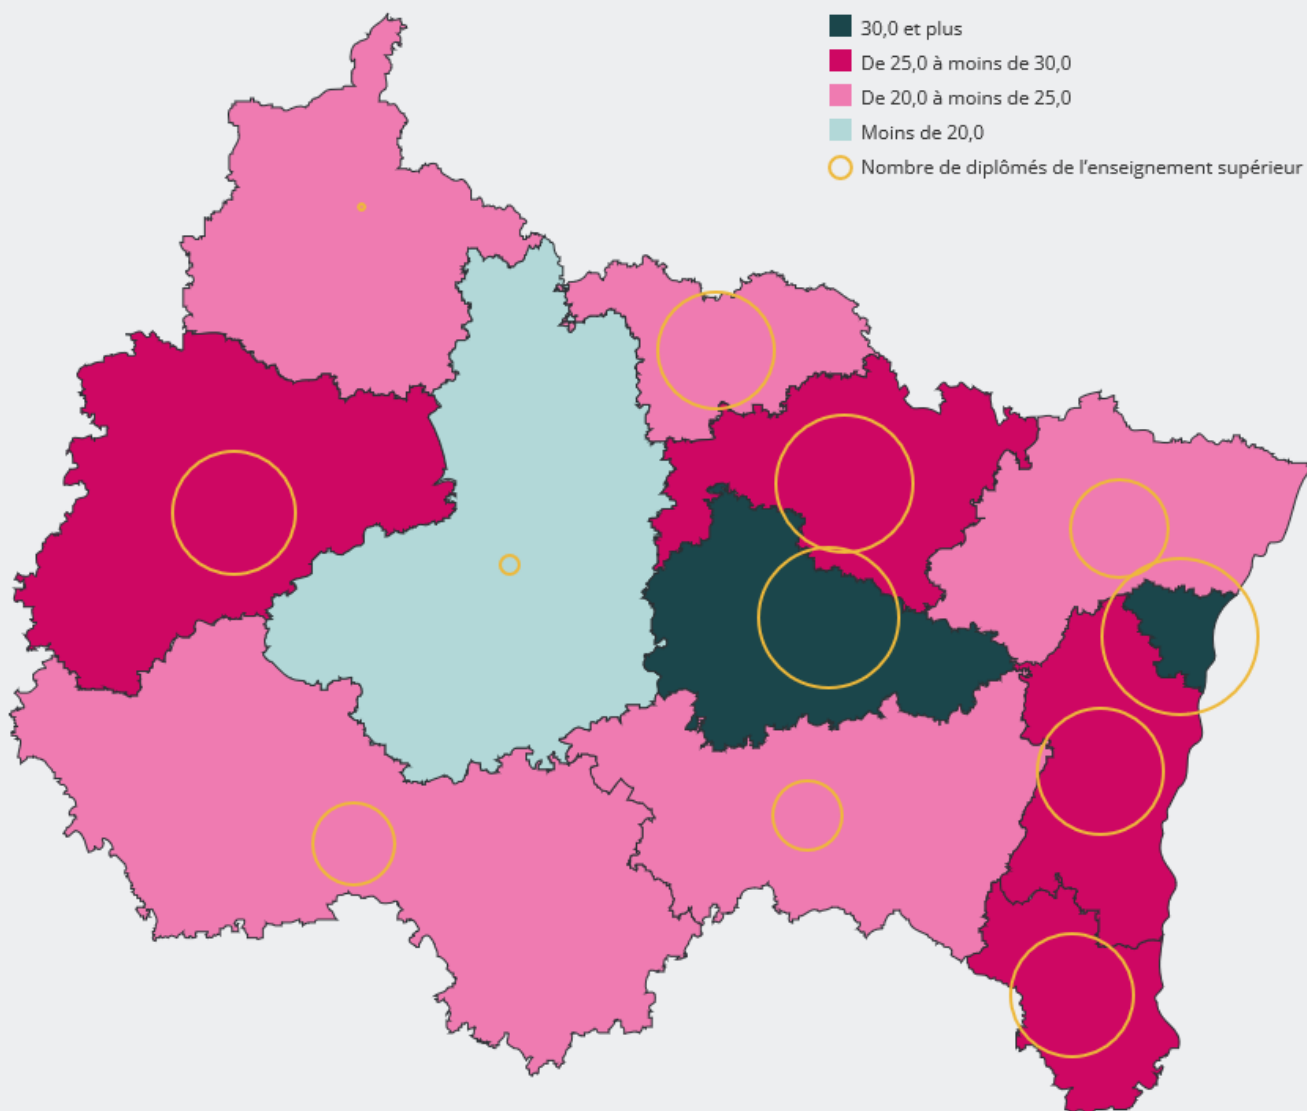 30,0 et plus
De 25,0 à moins de 30,0
De 20,0 à moins de 25,0
Moins de 20,0
Nombre de diplômés de l'enseignement supérieur